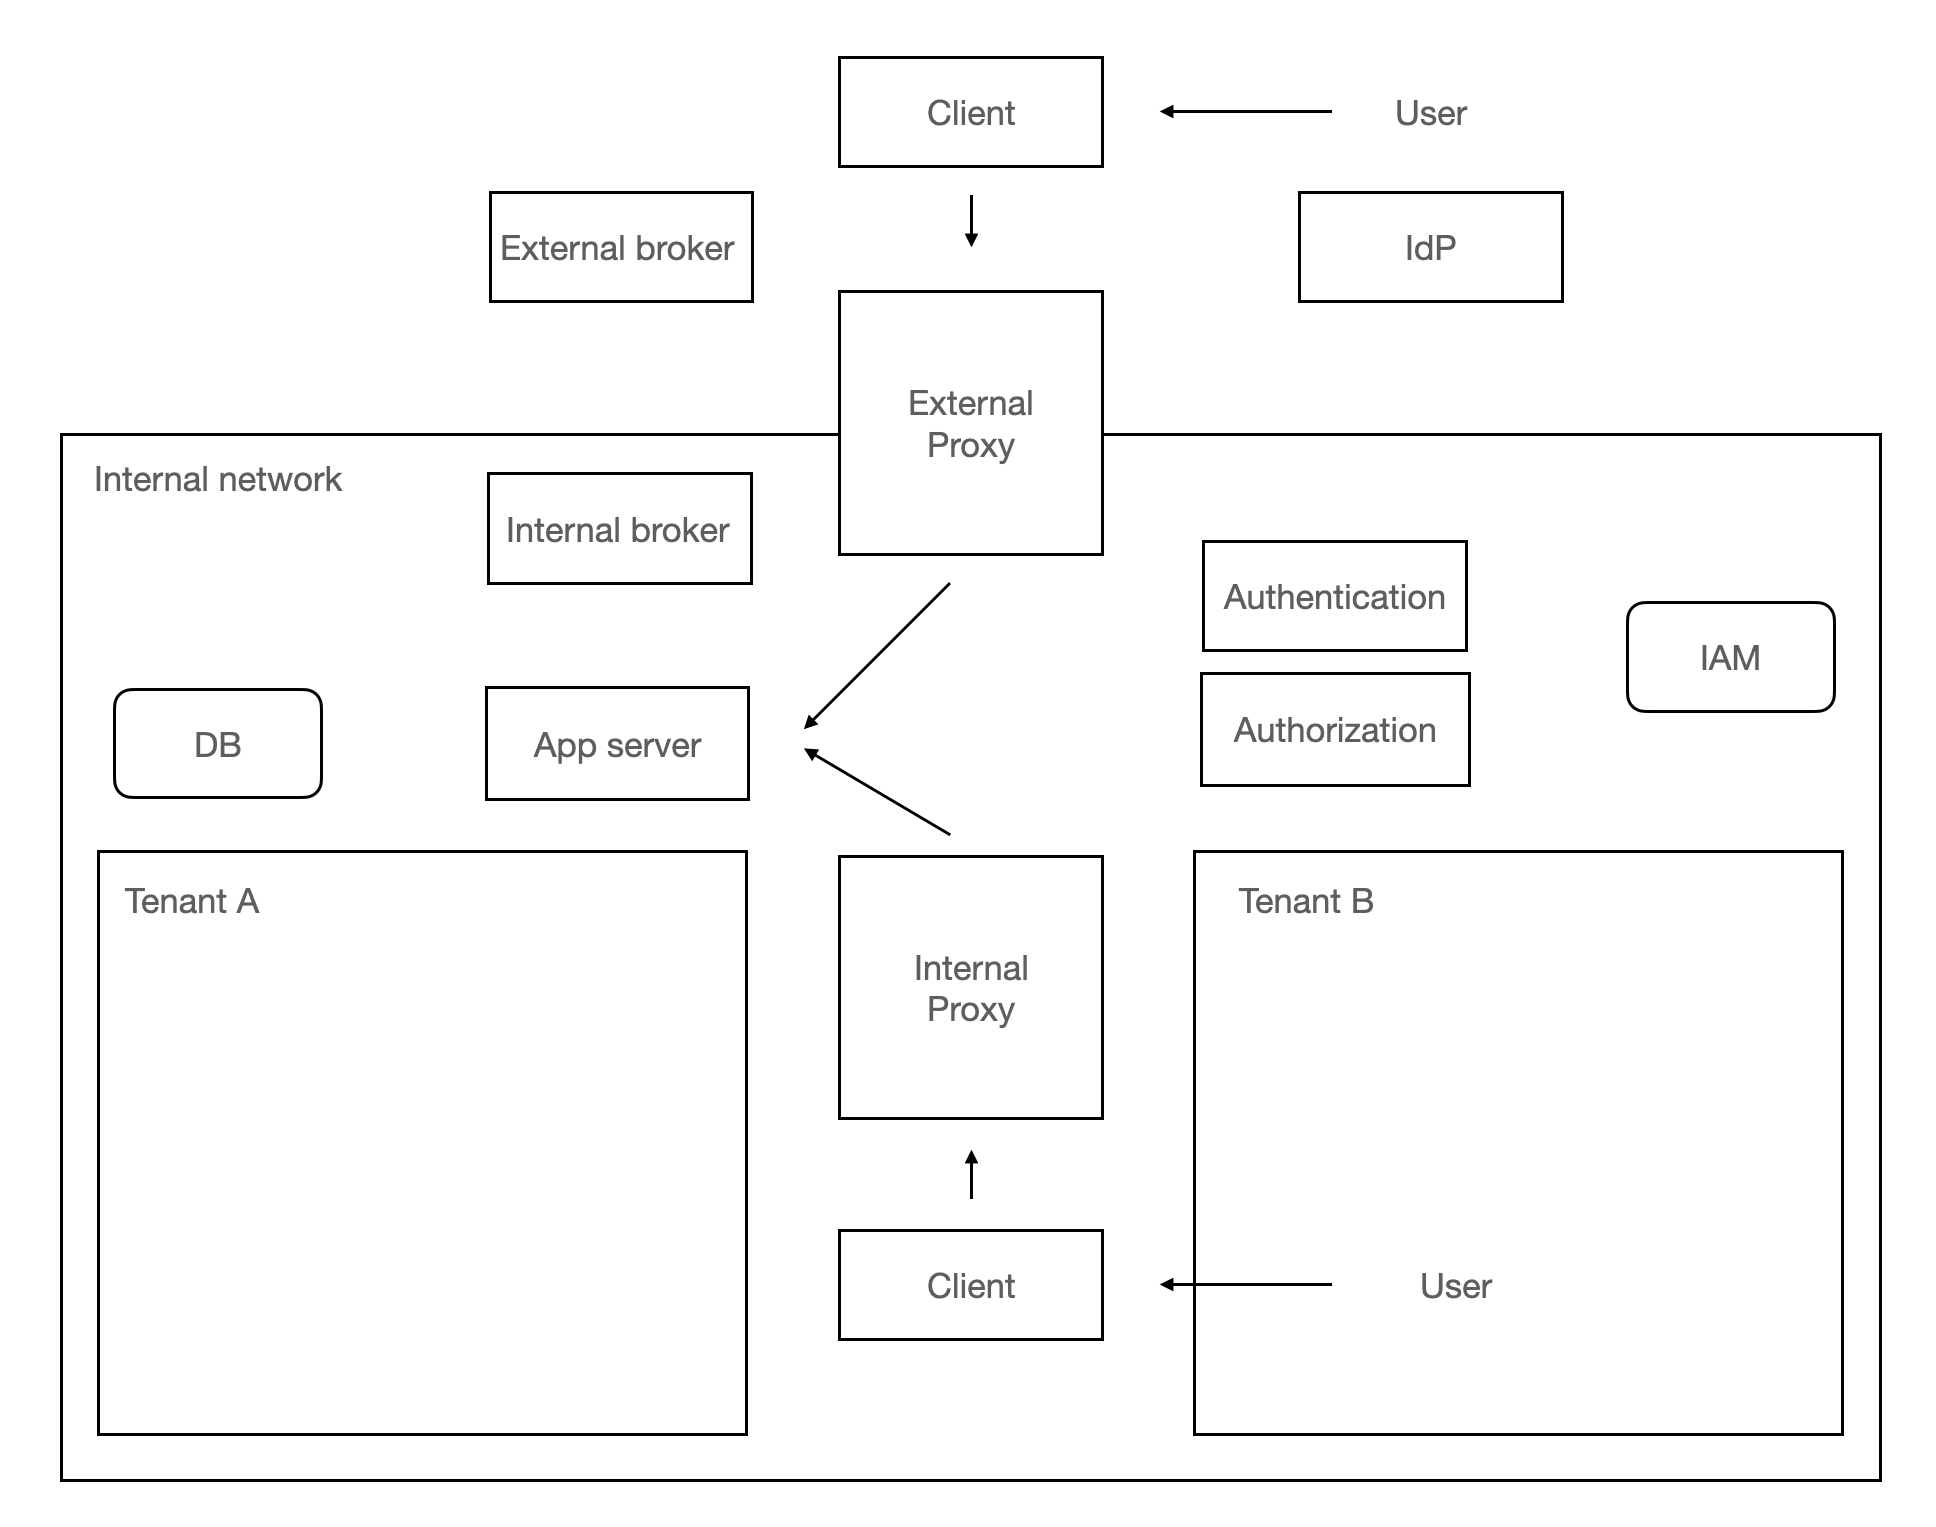 Client
User
External broker
IdP
External
Proxy
Internal network
Internal broker
Authentication
IAM
DB
App server
Authorization
Tenant A
Tenant B
Internal
Proxy
Client
User